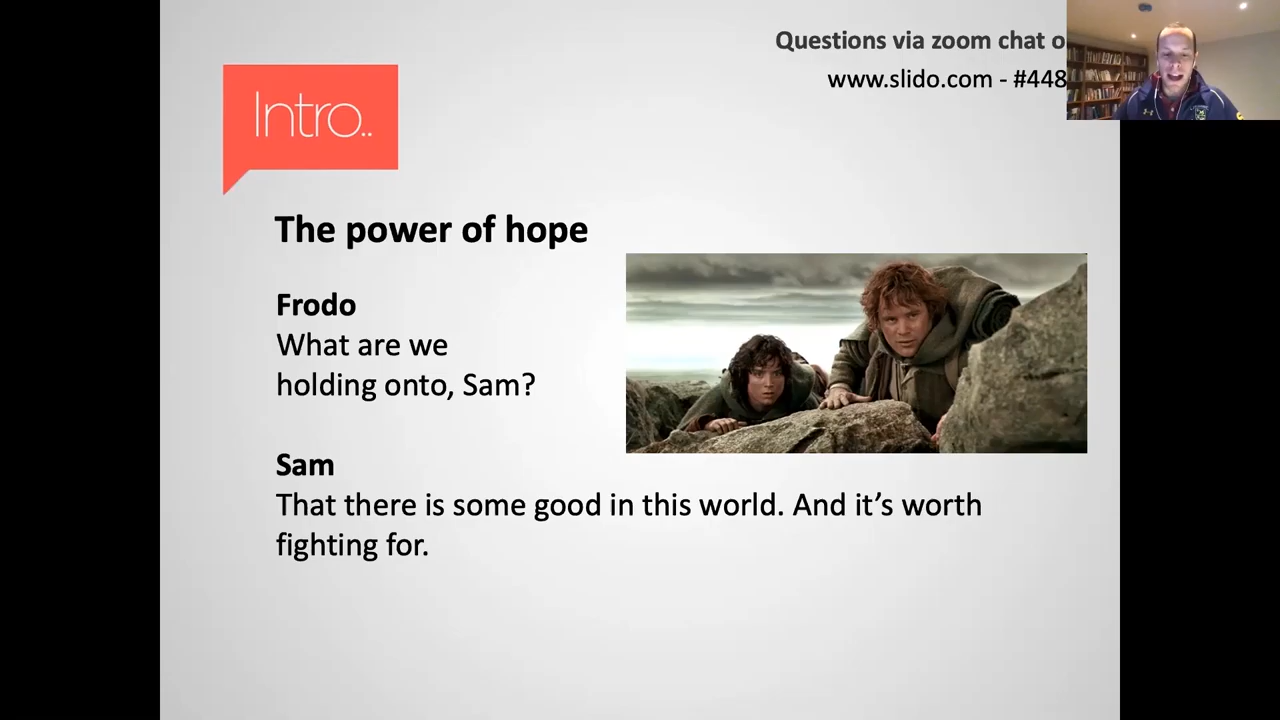 Questions via zoom chat o
www.slido.com - #448
Intro..
The power of hope
Frodo
What are we
holding onto, Sam?
Sam
That there is some good in this world. And it’s worth
fighting for.